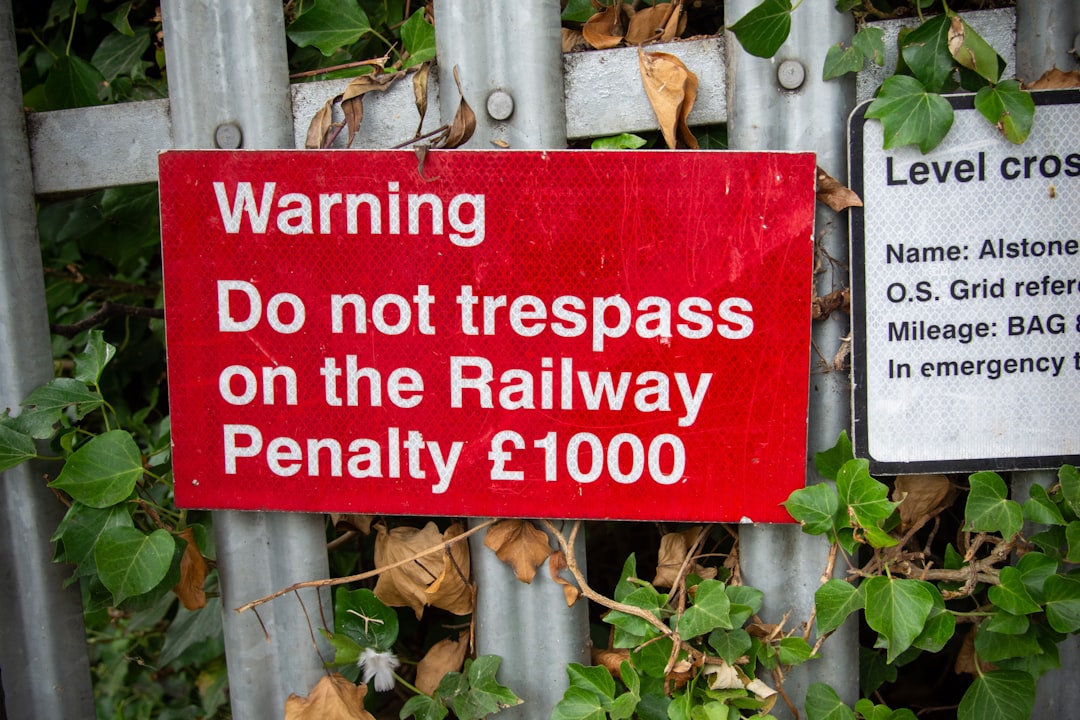 Warning
Do not trespass
on the Railway
Penalty £1000
Level cros
Name: Alstone
O.S. Grid refer
Mileage: BAG
In emergency t